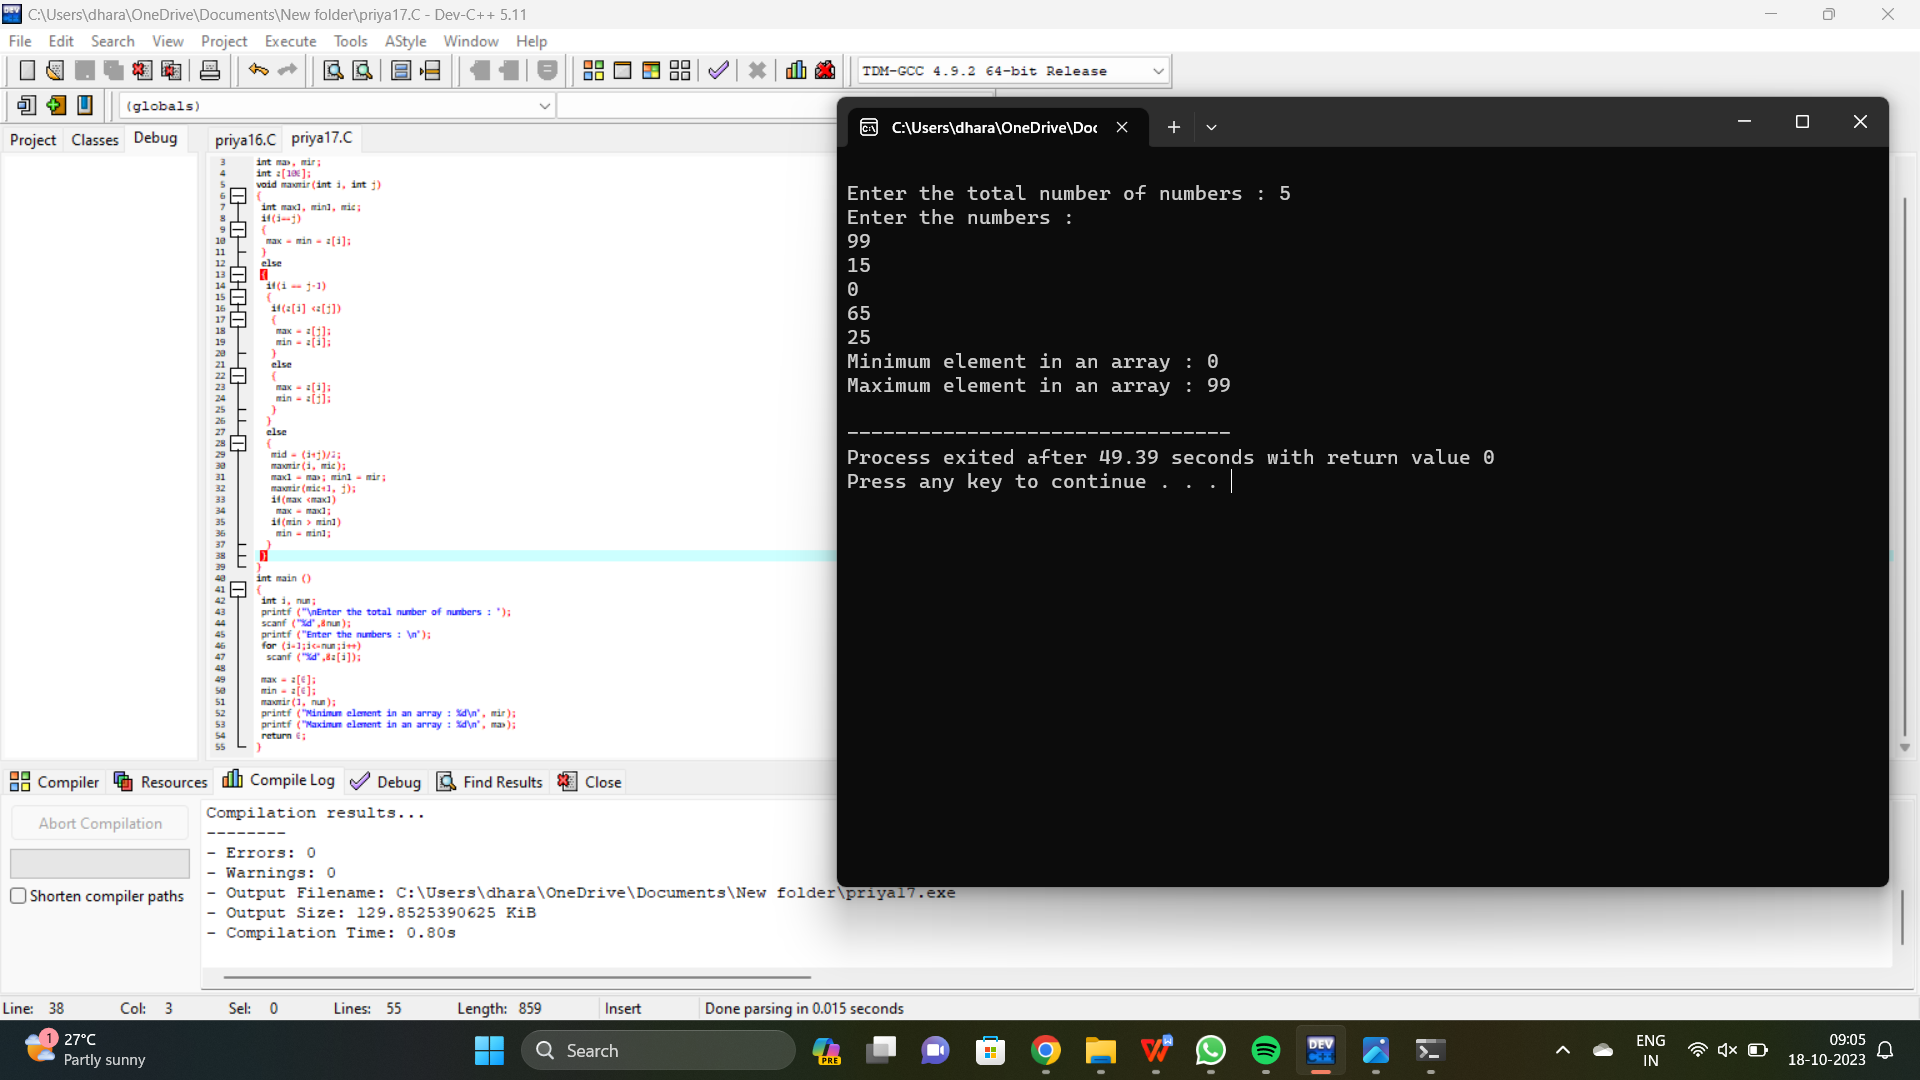 C:\Users\dhara\OneDrive\Documents\New folder\priya17.C - Dev-C++ 5.11
File Edit Search View Project Execute Tools AStyle Window Help
TDM-GCC 4.9.2 64-bit Release
(globals)
Project Classes Debug priya16.C priya17.C
3 int max, min;
4 int a[100];
5 void maxmin(int i, int j)
6 {
7 int max1, min1, mid;
8 if(i==j)
9 {
10 max = min = a[i];
11 }
12 else
13 {
14 if(i == j-1)
15 {
16 if(a[i] <a[j])
17 {
18 max = a[j];
19 min = a[i];
20 }
21 else
22 {
23 max = a[i];
24 min = a[j];
25 }
26 }
27 else
28 {
29 mid = (i+j)/2;
30 maxmin(i, mid);
31 max1 = max; min1 = min;
32 maxmin(mid+1, j);
33 if(max <max1)
34 max = max1;
35 if(min > min1)
36 min = min1;
37 }
38 }
39 }
40 int main ()
41 {
42 int i, num;
43 printf ("\nEnter the total number of numbers : ");
44 scanf ("%d",&num);
45 printf ("Enter the numbers : \n");
46 for (i=1;i<=num;i++)
47 scanf ("%d",&a[i]);
48
49 max = a[0];
50 min = a[0];
51 maxmin(1, num);
52 printf ("Minimum element in an array : %d\n", min);
53 printf ("Maximum element in an array : %d\n", max);
54 return 0;
55 }
C:\Users\dhara\OneDrive\Doc
Enter the total number of numbers : 5
Enter the numbers :
99
15
0
65
25
Minimum element in an array : 0
Maximum element in an array : 99
--------------------------------
Process exited after 49.39 seconds with return value 0
Press any key to continue . . .
Compiler Resources Compile Log Debug Find Results Close
Abort Compilation
Shorten compiler paths
Compilation results...
--------
- Errors: 0
- Warnings: 0
- Output Filename: C:\Users\dhara\OneDrive\Documents\New folder\priya17.exe
- Output Size: 129.8525390625 KiB
- Compilation Time: 0.80s
Line: 38 Col: 3 Sel: 0 Lines: 55 Length: 859 Insert Done parsing in 0.015 seconds
1
27°C
Partly sunny
Search
PRE
DEV
ENG
IN
09:05
18-10-2023